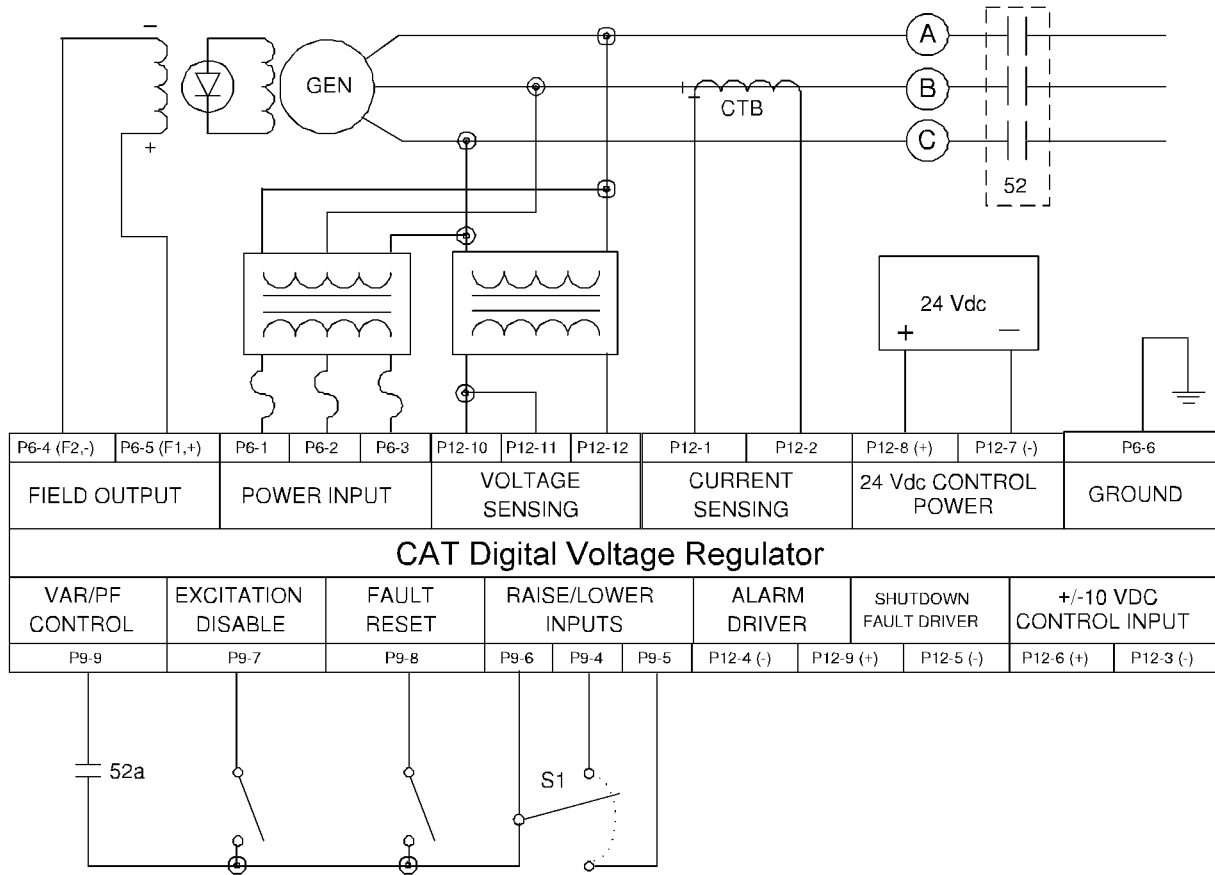 −
+
GEN
CTB
A
B
C
52
24 Vdc
+ −
P6-4 (F2,-) P6-5 (F1,+) P6-1 P6-2 P6-3 P12-10 P12-11 P12-12 P12-1 P12-2 P12-8 (+) P12-7 (-) P6-6
FIELD OUTPUT
POWER INPUT
VOLTAGE
SENSING
CURRENT
SENSING
24 Vdc CONTROL
POWER
GROUND
CAT Digital Voltage Regulator
VAR/PF
CONTROL
EXCITATION
DISABLE
FAULT
RESET
RAISE/LOWER
INPUTS
ALARM
DRIVER
SHUTDOWN
FAULT DRIVER
+/-10 VDC
CONTROL INPUT
P9-9 P9-7 P9-8 P9-6 P9-4 P9-5 P12-4 (-) P12-9 (+) P12-5 (-) P12-6 (+) P12-3 (-)
52a
S1